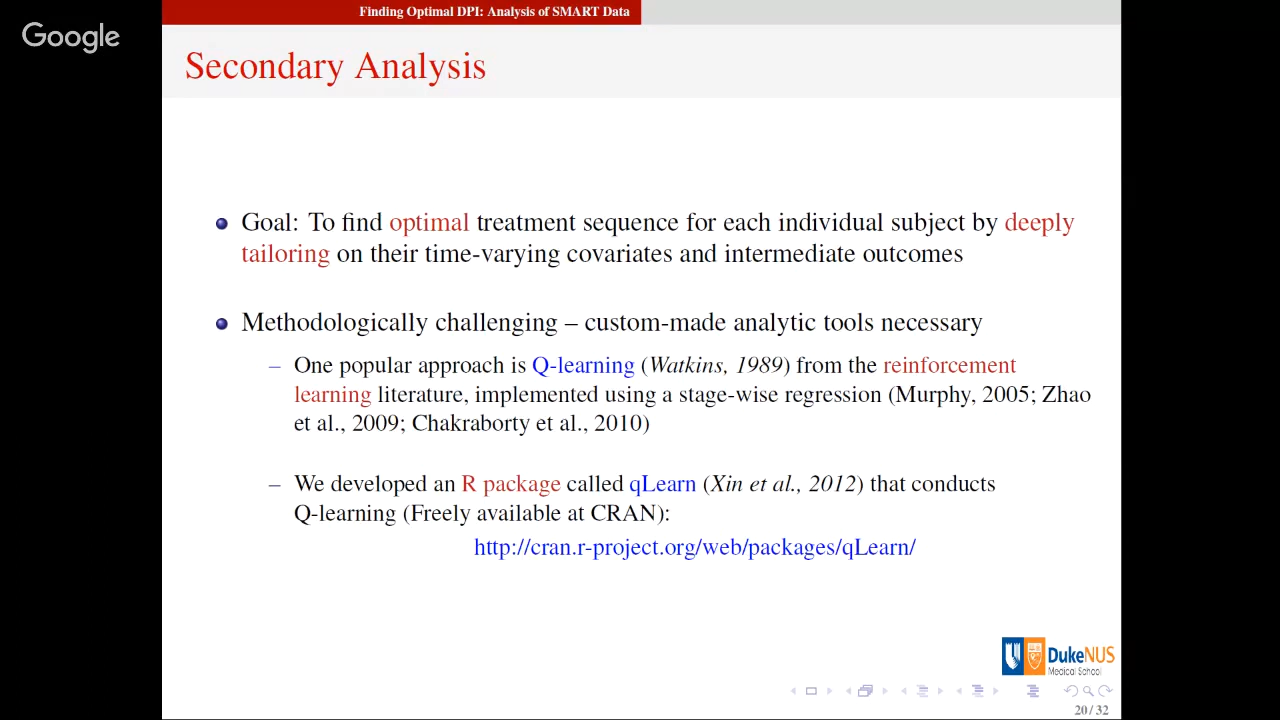 Finding Optimal DPI: Analysis of SMART Data
Google
Secondary Analysis
Goal: To find optimal treatment sequence for each individual subject by deeply
tailoring on their time-varying covariates and intermediate outcomes
Methodologically challenging – custom-made analytic tools necessary
– One popular approach is Q-learning (Watkins, 1989) from the reinforcement
learning literature, implemented using a stage-wise regression (Murphy, 2005; Zhao
et al., 2009; Chakraborty et al., 2010)
– We developed an R package called qLearn (Xin et al., 2012) that conducts
Q-learning (Freely available at CRAN):
http://cran.r-project.org/web/packages/qLearn/
DukeNUS
Medical School
20 / 32